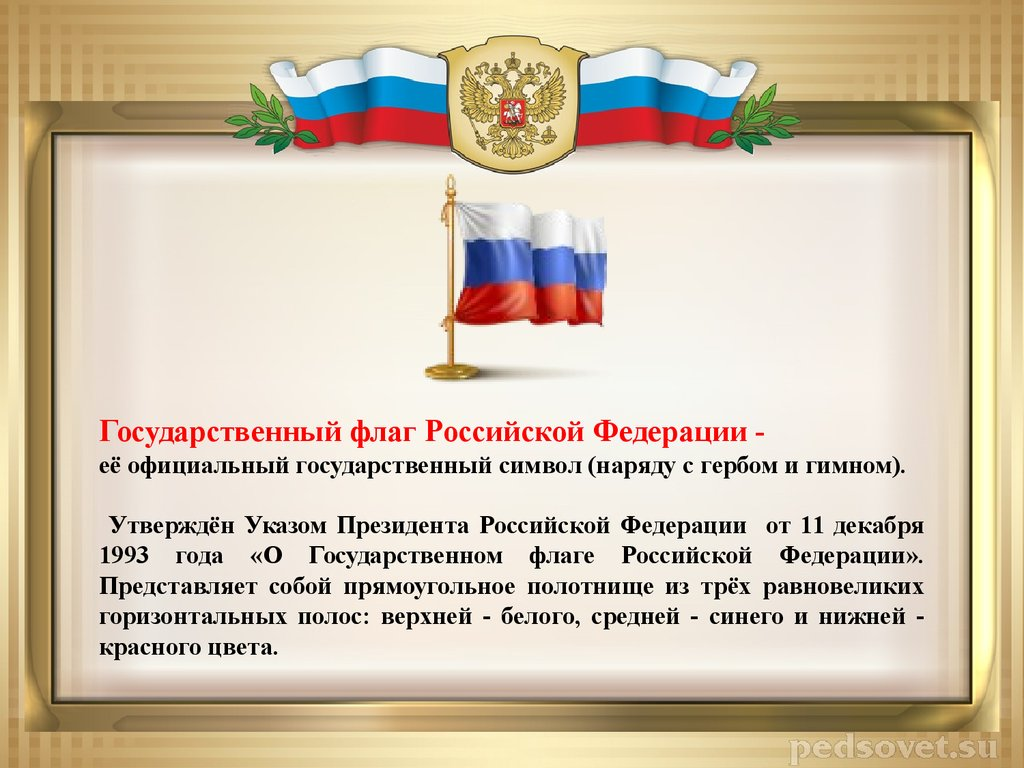 Государственный флаг Российской Федерации -
её официальный государственный символ (наряду с гербом и гимном).
Утверждён Указом Президента Российской Федерации от 11 декабря
1993 года «О Государственном флаге Российской Федерации».
Представляет собой прямоугольное полотнище из трёх равновеликих
горизонтальных полос: верхней - белого, средней - синего и нижней -
красного цвета.
pedsovet.su